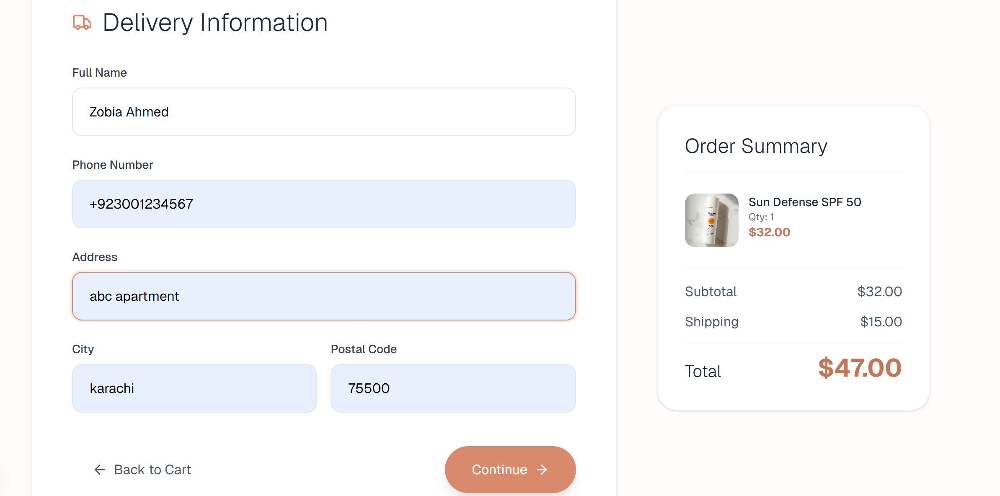 Delivery Information
Full Name
Zobia Ahmed
Phone Number
+923001234567
Address
abc apartment
City
Postal Code
karachi
75500
Back to Cart
Continue
Order Summary
Sun Defense SPF 50
Qty: 1
$32.00
50
Subtotal
$32.00
Shipping
$15.00
Total
$47.00